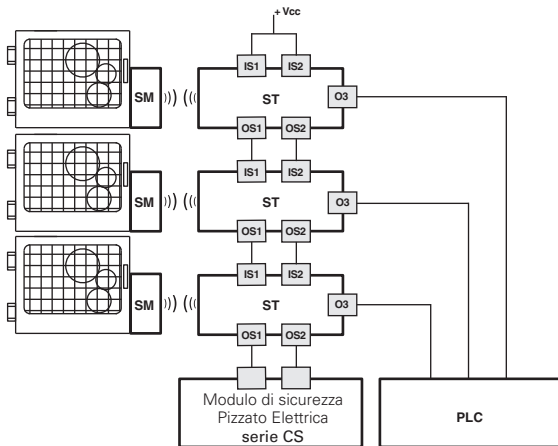 + Vcc
IS1 IS2
SM ST O3
OS1 OS2
IS1 IS2
SM ST O3
OS1 OS2
IS1 IS2
SM ST O3
OS1 OS2
Modulo di sicurezza
Pizzato Elettrica
serie CS
PLC